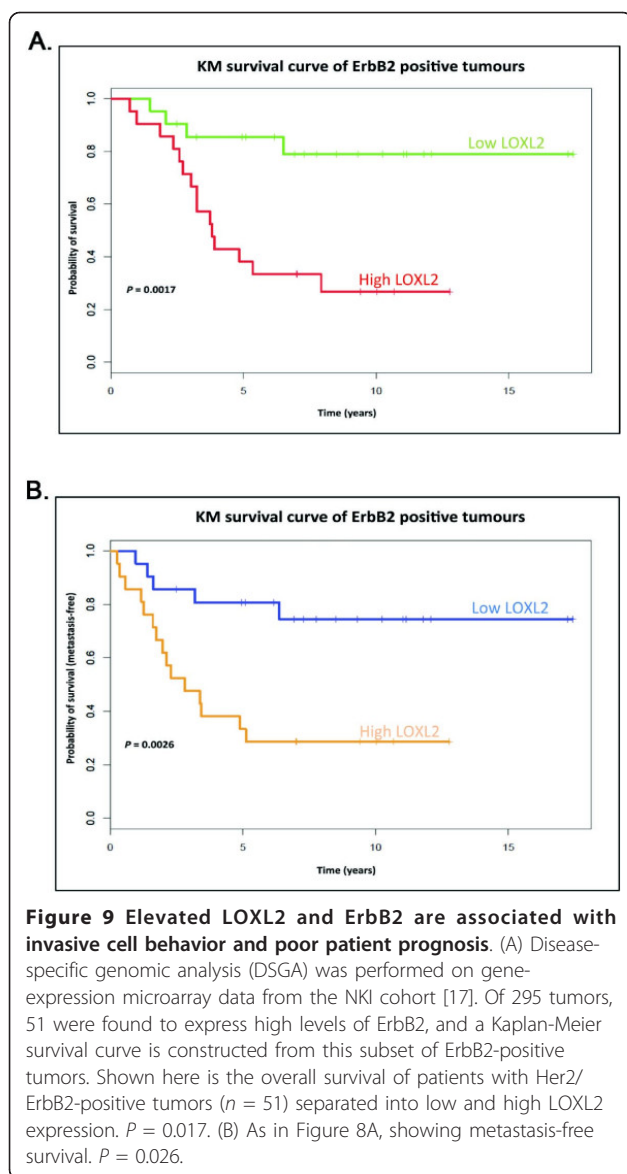 A.
KM survival curve of ErbB2 positive tumours
Probability of survival
0.0 0.2 0.4 0.6 0.8 1.0
Low LOXL2
High LOXL2
P = 0.0017
0 5 10 15
Time (years)
B.
KM survival curve of ErbB2 positive tumours
Probability of survival (metastasis-free)
0.0 0.2 0.4 0.6 0.8 1.0
Low LOXL2
High LOXL2
P = 0.0026
0 5 10 15
Time (years)
Figure 9 Elevated LOXL2 and ErbB2 are associated with
invasive cell behavior and poor patient prognosis. (A) Disease-
specific genomic analysis (DSGA) was performed on gene-
expression microarray data from the NKI cohort [17]. Of 295 tumors,
51 were found to express high levels of ErbB2, and a Kaplan-Meier
survival curve is constructed from this subset of ErbB2-positive
tumors. Shown here is the overall survival of patients with Her2/
ErbB2-positive tumors (n = 51) separated into low and high LOXL2
expression. P = 0.017. (B) As in Figure 8A, showing metastasis-free
survival. P = 0.026.